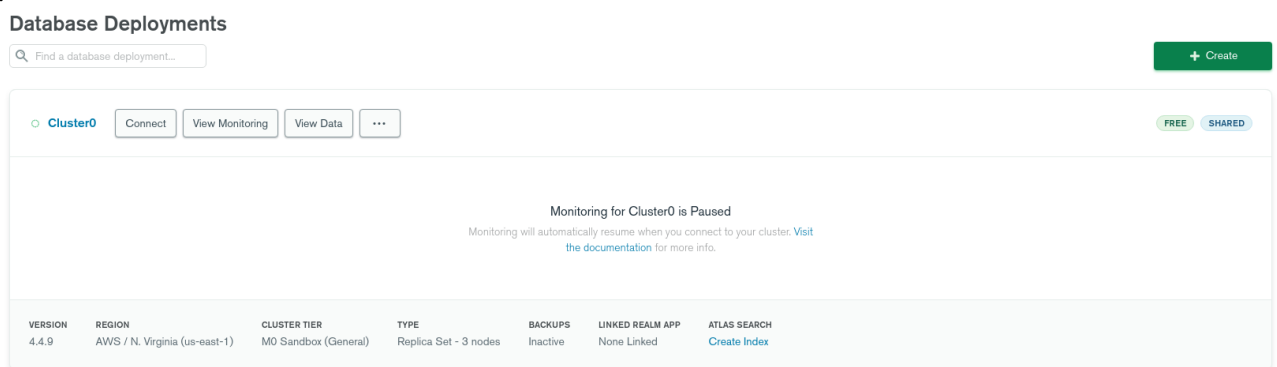 Database Deployments
Find a database deployment...
+ Create
Cluster0 Connect View Monitoring View Data ... FREE SHARED
Monitoring for Cluster0 is Paused
Monitoring will automatically resume when you connect to your cluster. Visit
the documentation for more info.
VERSION REGION CLUSTER TIER TYPE BACKUPS LINKED REALM APP ATLAS SEARCH
4.4.9 AWS / N. Virginia (us-east-1) M0 Sandbox (General) Replica Set - 3 nodes Inactive None Linked Create Index